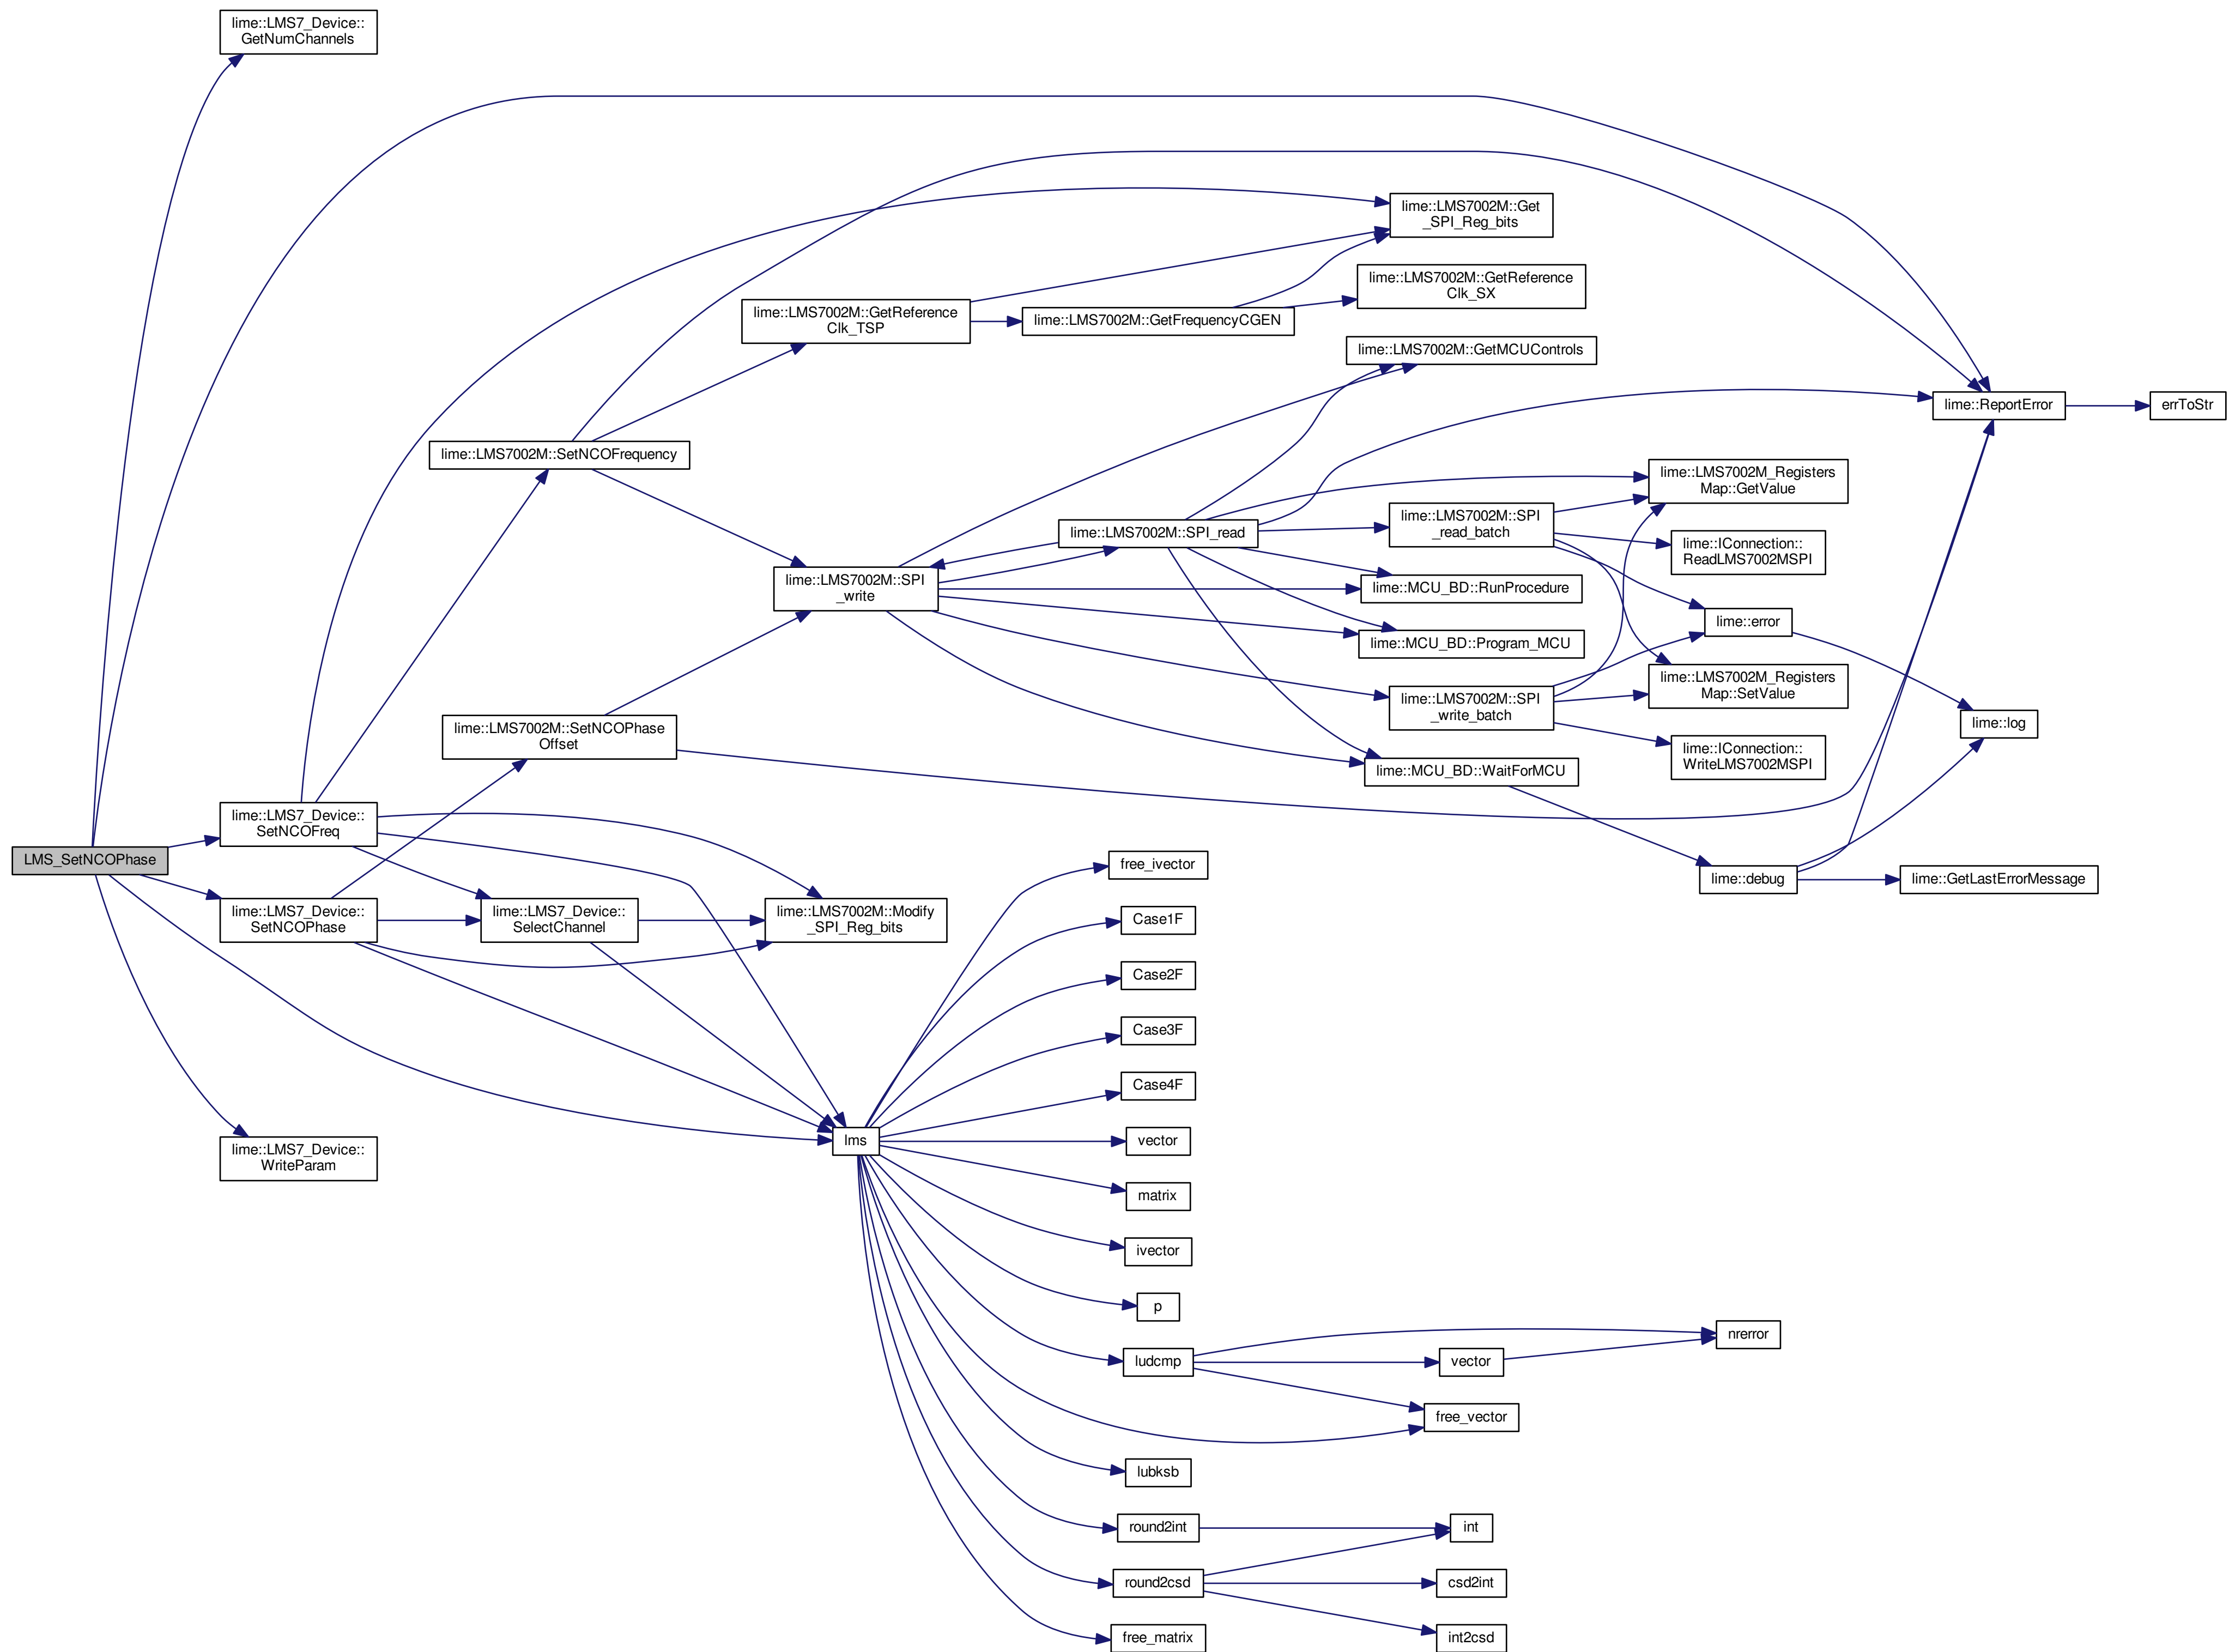 lime::LMS7_Device::
GetNumChannels
lime::LMS7002M::Get
_SPI_Reg_bits
lime::LMS7002M::GetReference
Clk_SX
lime::LMS7002M::GetReference
Clk_TSP
lime::LMS7002M::GetFrequencyCGEN
lime::LMS7002M::GetMCUControls
lime::ReportError
errToStr
lime::LMS7002M::SetNCOFrequency
lime::LMS7002M_Registers
Map::GetValue
lime::LMS7002M::SPI_read
lime::LMS7002M::SPI
_read_batch
lime::IConnection::
ReadLMS7002MSPI
lime::LMS7002M::SPI
_write
lime::MCU_BD::RunProcedure
lime::error
lime::MCU_BD::Program_MCU
lime::LMS7002M_Registers
Map::SetValue
lime::LMS7002M::SPI
_write_batch
lime::log
lime::LMS7002M::SetNCOPhase
Offset
lime::IConnection::
WriteLMS7002MSPI
lime::MCU_BD::WaitForMCU
lime::LMS7_Device::
SetNCOFreq
LMS_SetNCOPhase
free_ivector
lime::debug
lime::GetLastErrorMessage
lime::LMS7_Device::
SetNCOPhase
lime::LMS7_Device::
SelectChannel
lime::LMS7002M::Modify
_SPI_Reg_bits
Case1F
Case2F
Case3F
Case4F
lime::LMS7_Device::
WriteParam
lms
vector
matrix
ivector
p
nrerror
ludcmp
vector
free_vector
lubksb
round2int
int
round2csd
csd2int
free_matrix
int2csd